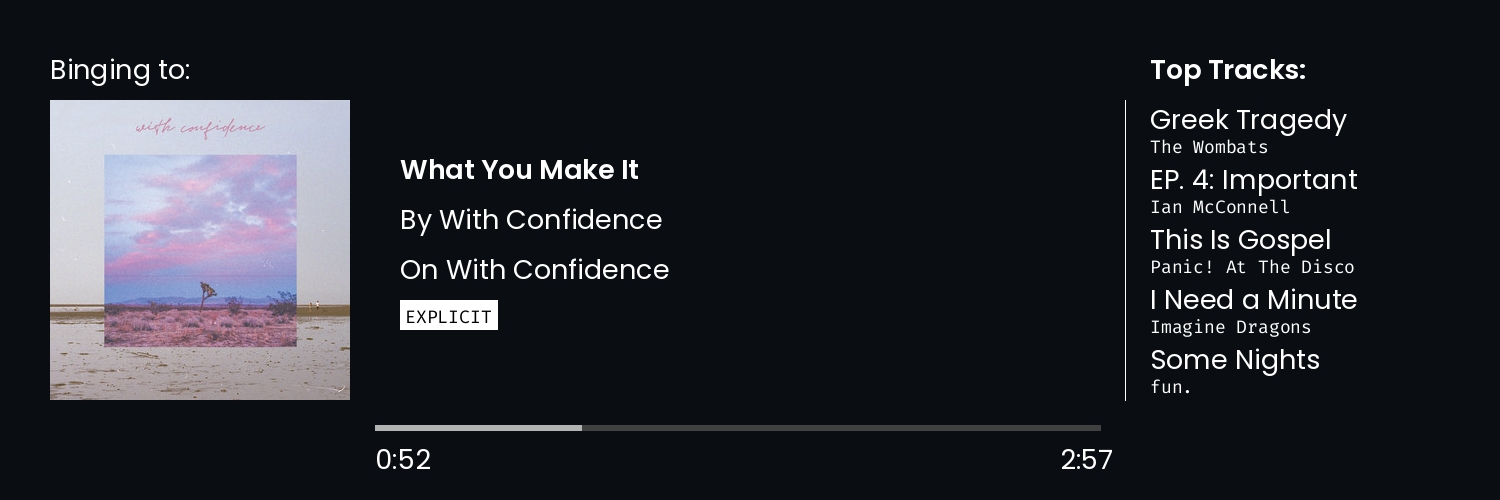 Binging to:
with confidence
What You Make It
By With Confidence
On With Confidence
EXPLICIT
0:52
2:57
Top Tracks:
Greek Tragedy
The Wombats
EP. 4: Important
Ian McConnell
This Is Gospel
Panic! At The Disco
I Need a Minute
Imagine Dragons
Some Nights
fun.